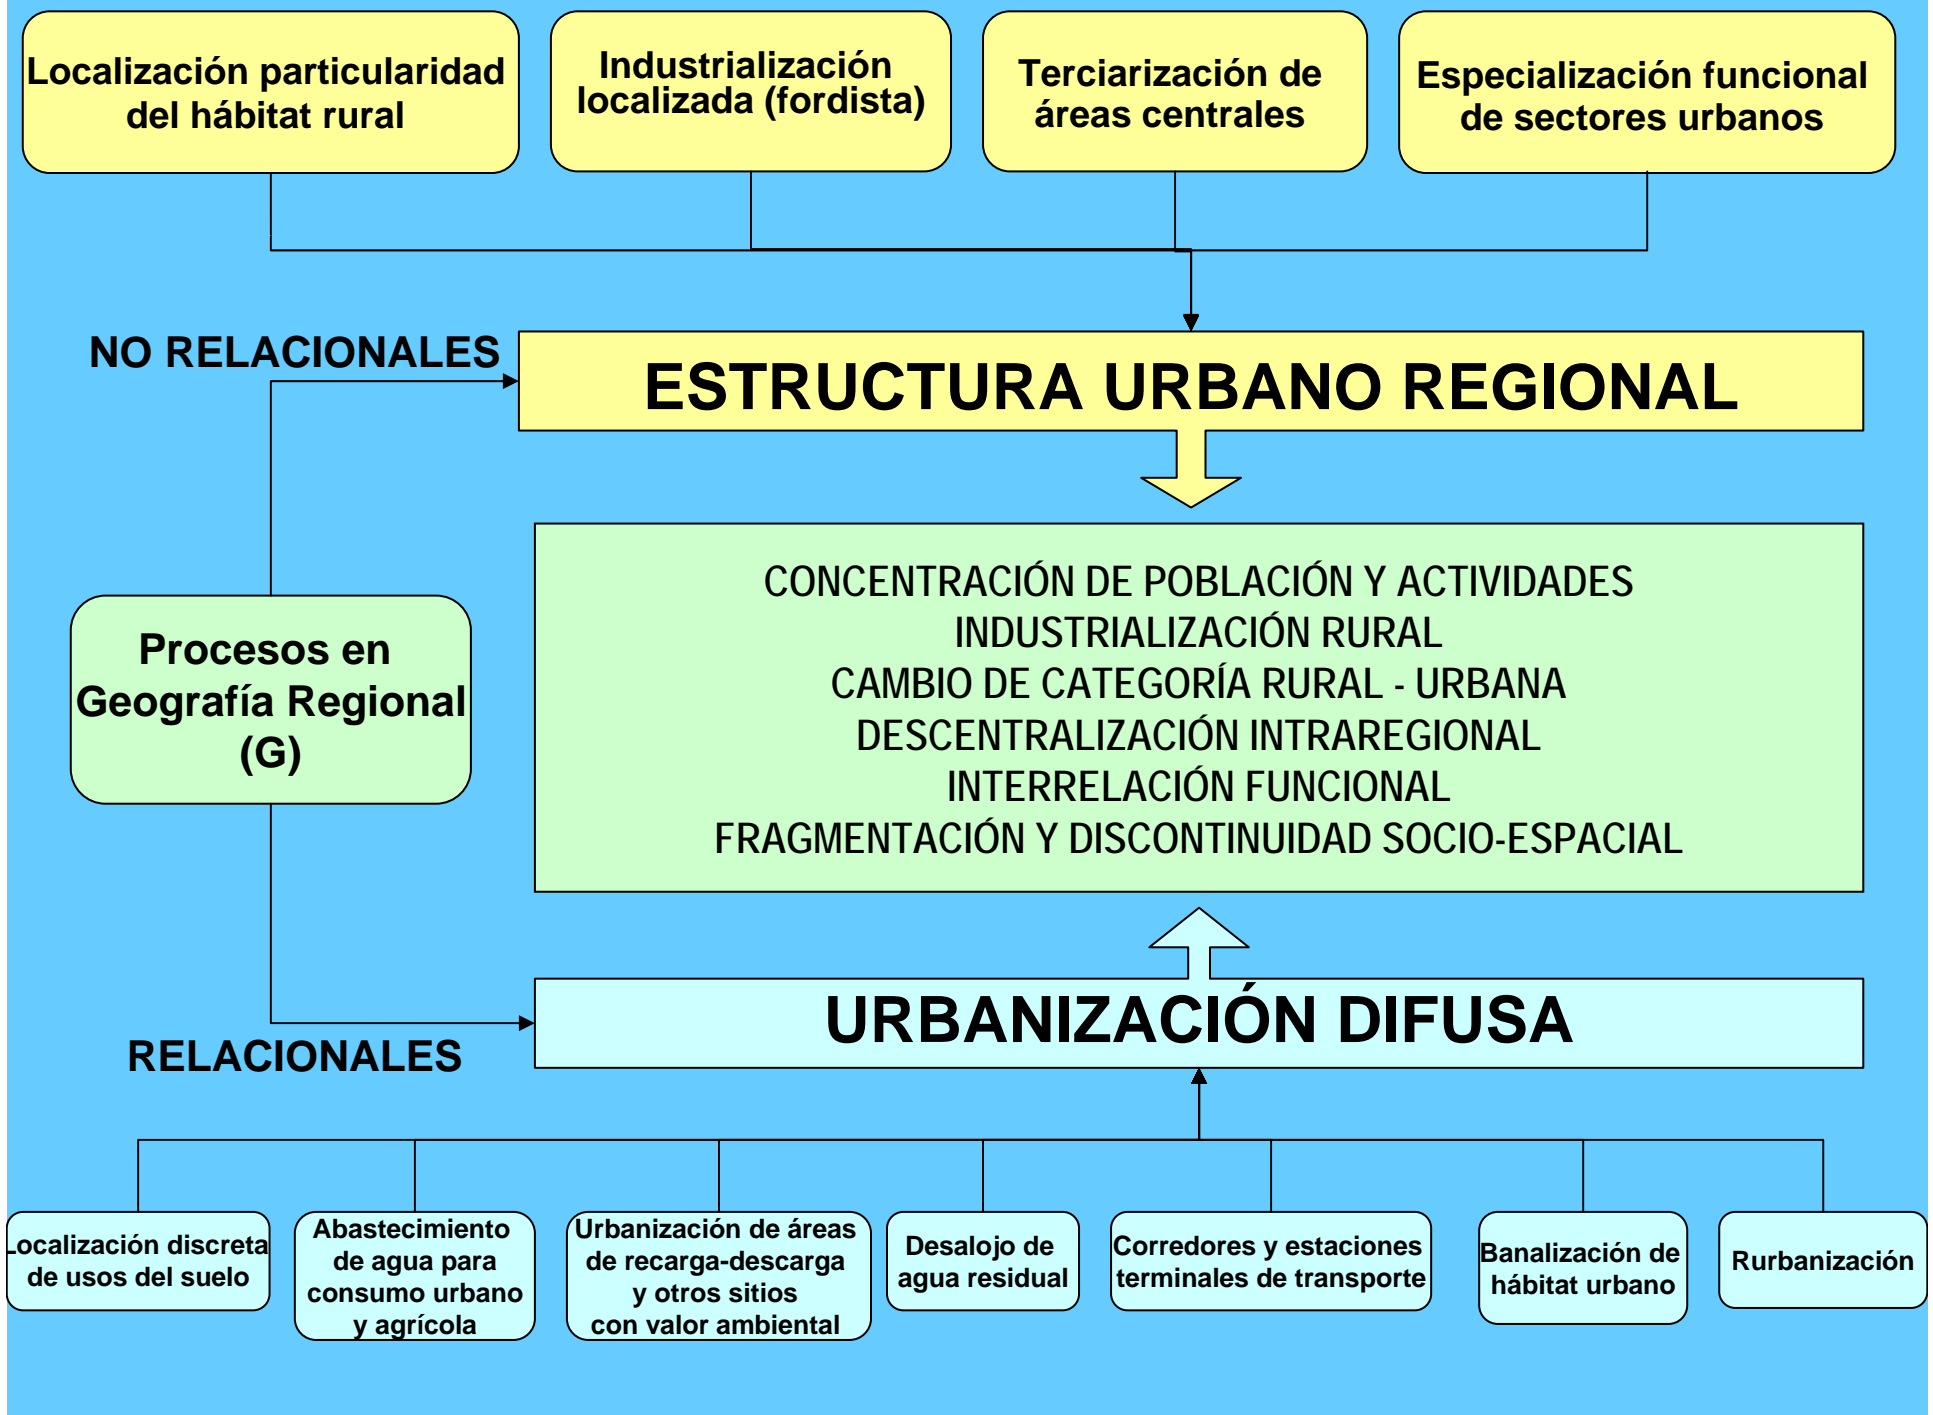 Localización particularidad
del hábitat rural
Industrialización
localizada (fordista)
Terciarización de
áreas centrales
Especialización funcional
de sectores urbanos
NO RELACIONALES
ESTRUCTURA URBANO REGIONAL
CONCENTRACIÓN DE POBLACIÓN Y ACTIVIDADES
INDUSTRIALIZACIÓN RURAL
CAMBIO DE CATEGORÍA RURAL - URBANA
DESCENTRALIZACIÓN INTRAREGIONAL
INTERRELACIÓN FUNCIONAL
FRAGMENTACIÓN Y DISCONTINUIDAD SOCIO-ESPACIAL
Procesos en
Geografía Regional
(G)
URBANIZACIÓN DIFUSA
RELACIONALES
Localización discreta
de usos del suelo
Abastecimiento
de agua para
consumo urbano
y agrícola
Urbanización de áreas
de recarga-descarga
y otros sitios
con valor ambiental
Desalojo de
agua residual
Corredores y estaciones
terminales de transporte
Banalización de
hábitat urbano
Rurbanización